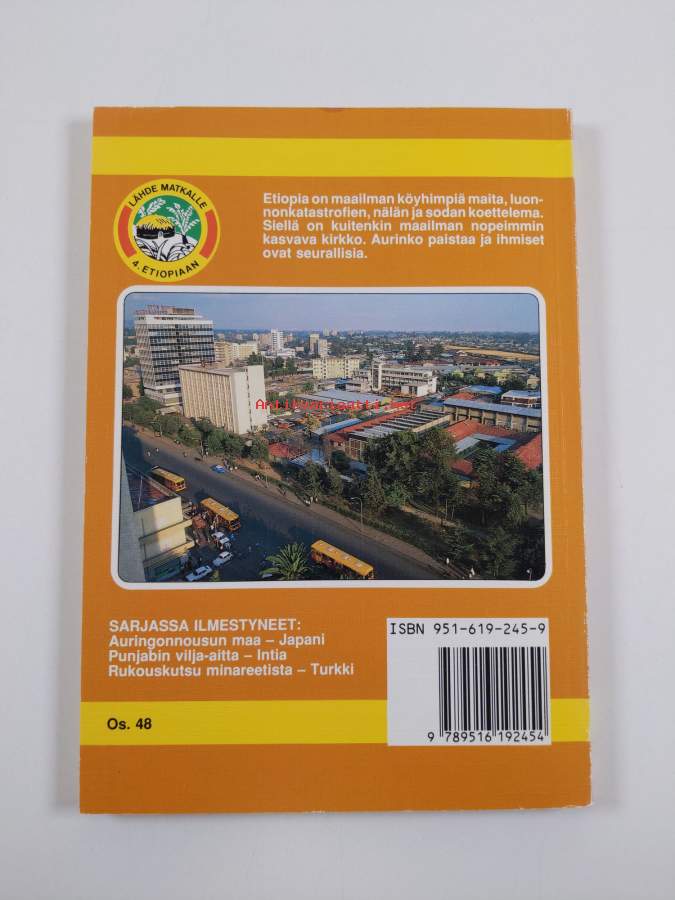 LÄHDE MATKALLE
4. ETIOPIAAN
Etiopia on maailman köyhimpiä maita, luon-
nonkatastrofien, nälän ja sodan koettelema.
Siellä on kuitenkin maailman nopeimmin
kasvava kirkko. Aurinko paistaa ja ihmiset
ovat seurallisia.
Antikvariaatti.net
SARJASSA ILMESTYNEET:
Auringonnousun maa – Japani
Punjabin vilja-aitta – Intia
Rukouskutsu minareetista – Turkki
Os. 48
ISBN 951-619-245-9
9 789516 192454